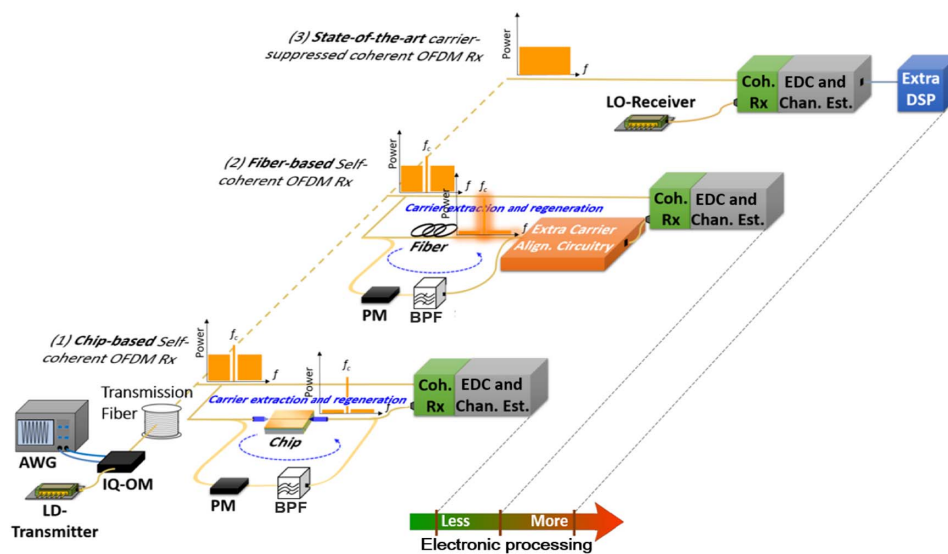 (3) State-of-the-art carrier-
suppressed coherent OFDM Rx
Power
f
LO-Receiver
Coh.
Rx
EDC and
Chan. Est.
Extra
DSP
(2) Fiber-based Self-
coherent OFDM Rx
Power
fc
Power
fc
f
Carrier extraction and regeneration
Fiber
Extra Carrier
Align. Circuitry
Coh.
Rx
EDC and
Chan. Est.
PM
BPF
(1) Chip-based Self-
coherent OFDM Rx
Power
fc
f
Power
fc
f
Carrier extraction and regeneration
Chip
Coh.
Rx
EDC and
Chan. Est.
PM
BPF
Transmission
Fiber
AWG
IQ-OM
LD-
Transmitter
Less
More
Electronic processing